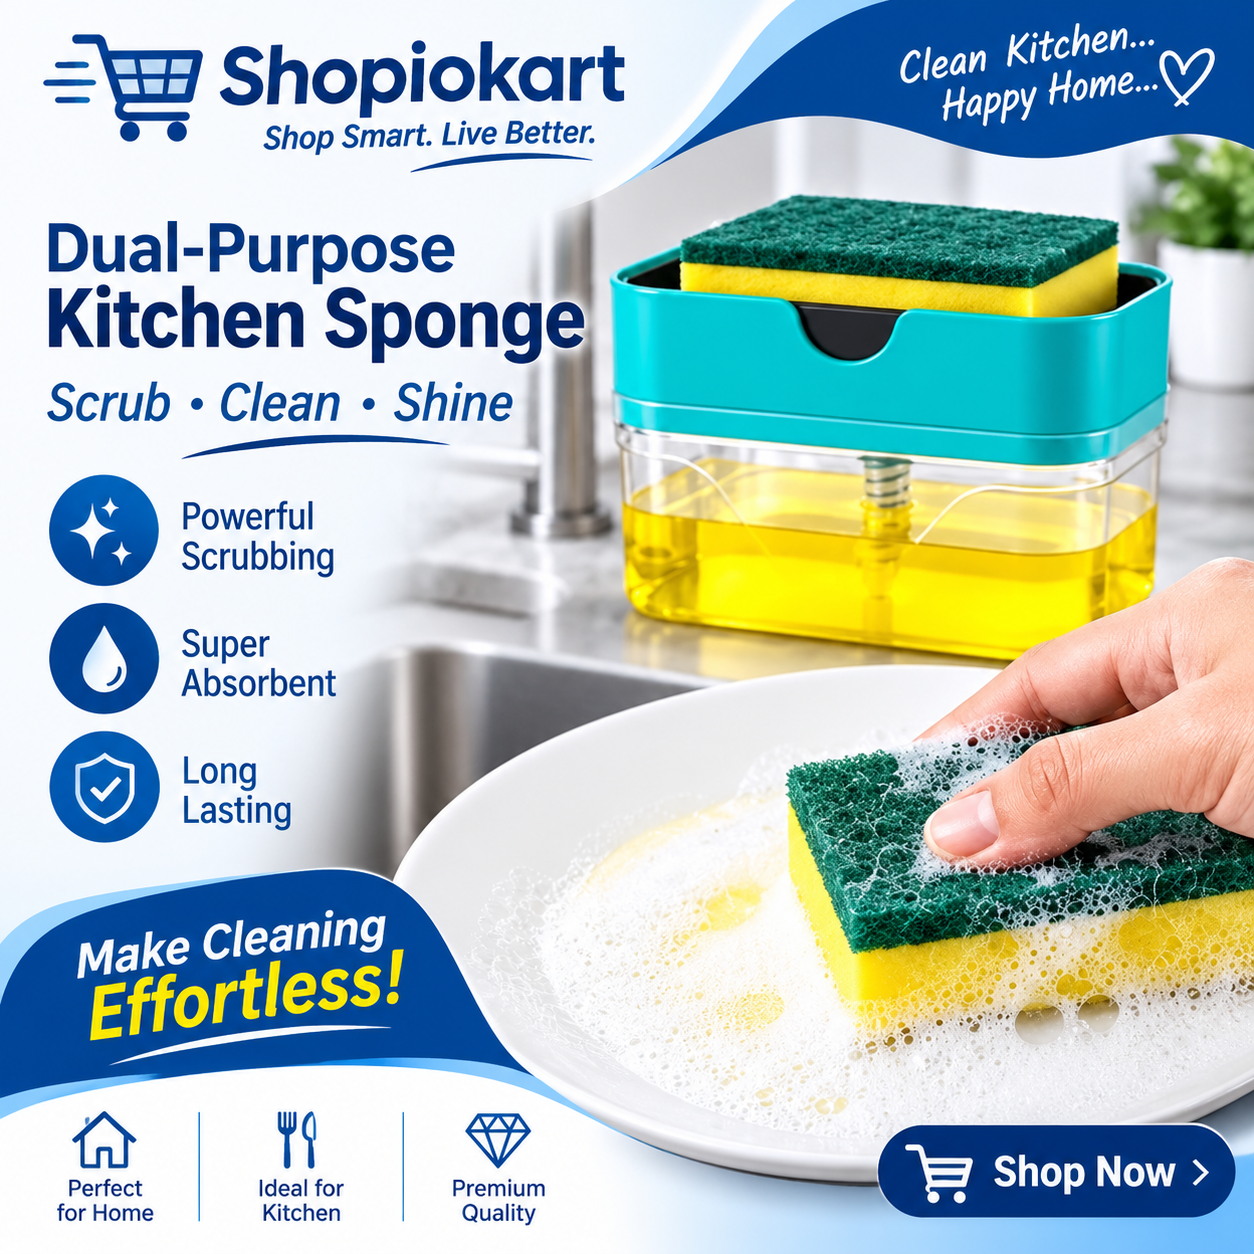 Shopiokart
Shop Smart. Live Better.
Clean Kitchen...
Happy Home...
Dual-Purpose
Kitchen Sponge
Scrub • Clean • Shine
Powerful
Scrubbing
Super
Absorbent
Long
Lasting
Make Cleaning
Effortless!
Perfect
for Home
Ideal for
Kitchen
Premium
Quality
Shop Now